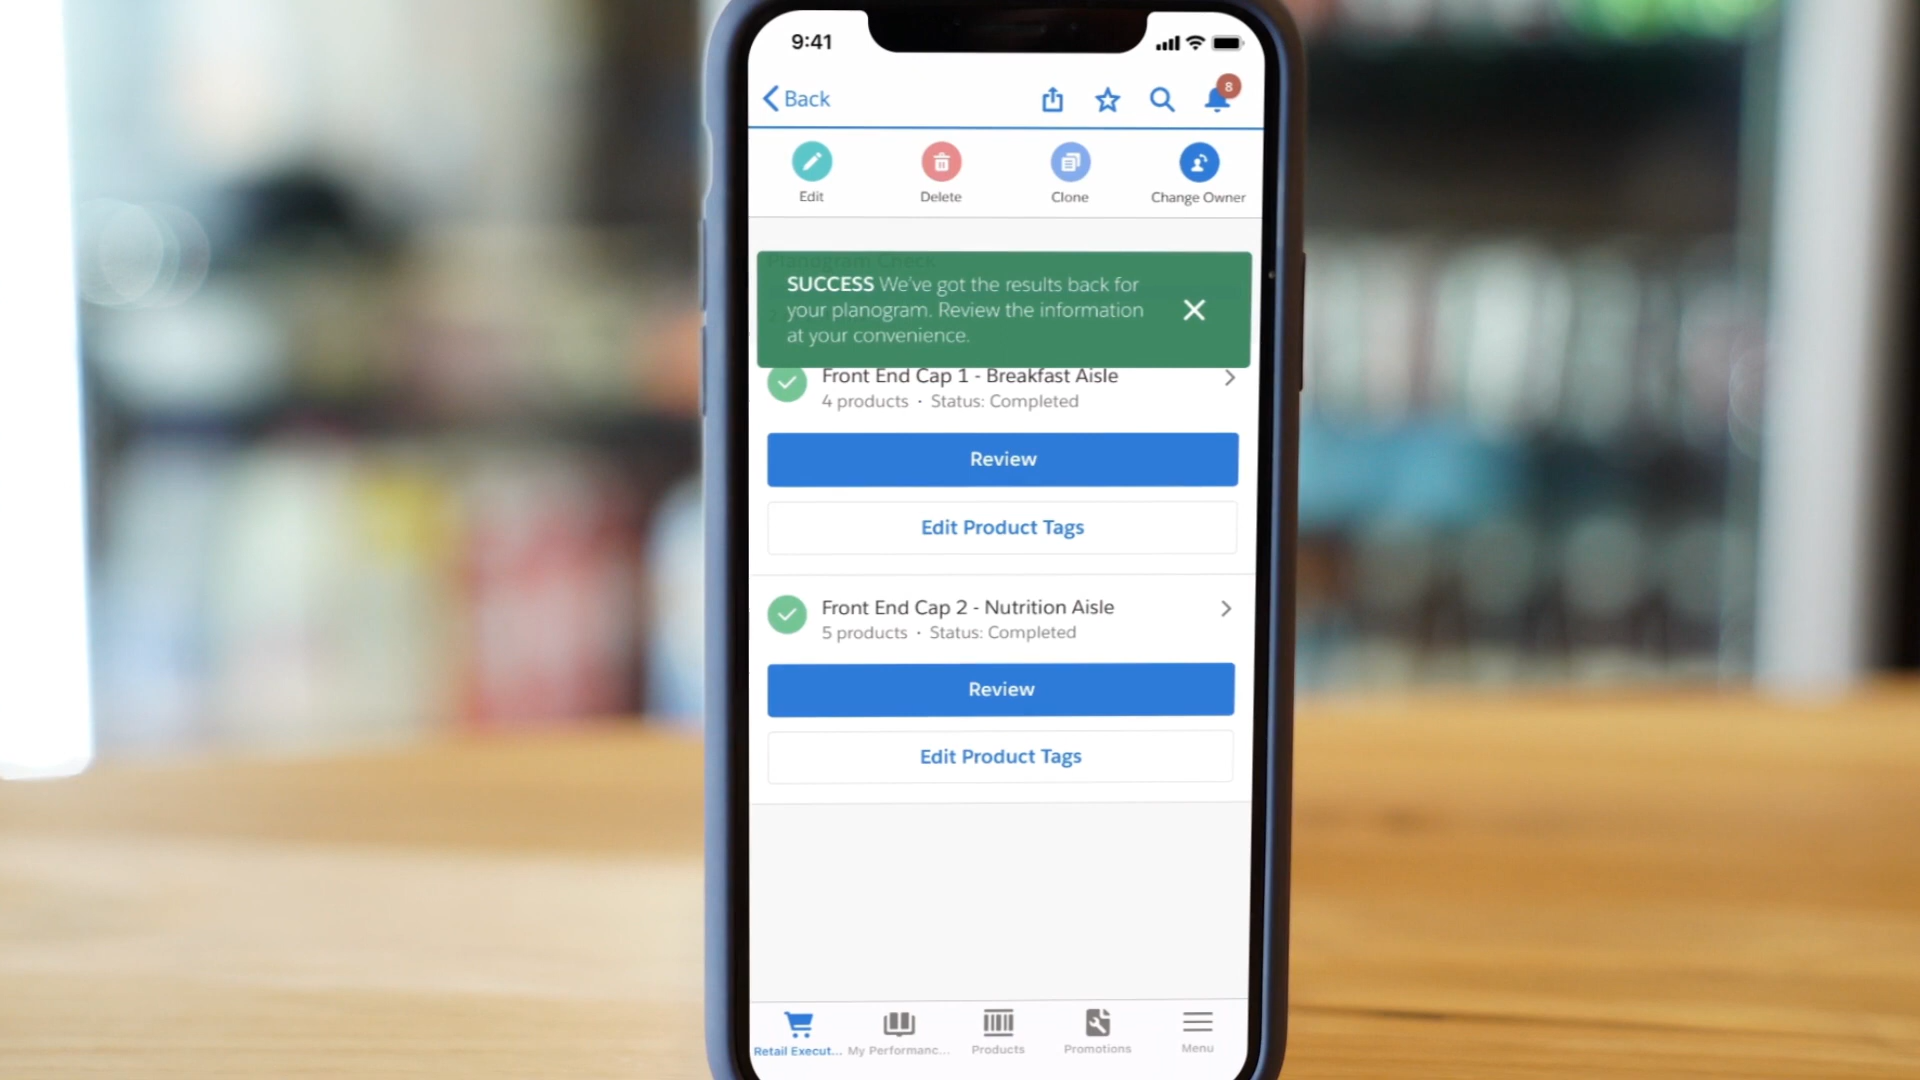 9:41
Back
8
Edit
Delete
Clone
Change Owner
Planogram Check
SUCCESS We've got the results back for
your planogram. Review the information
at your convenience.
Front End Cap 1 - Breakfast Aisle
4 products · Status: Completed
Review
Edit Product Tags
Front End Cap 2 - Nutrition Aisle
5 products · Status: Completed
Review
Edit Product Tags
Retail Execut...
My Performanc...
Products
Promotions
Menu